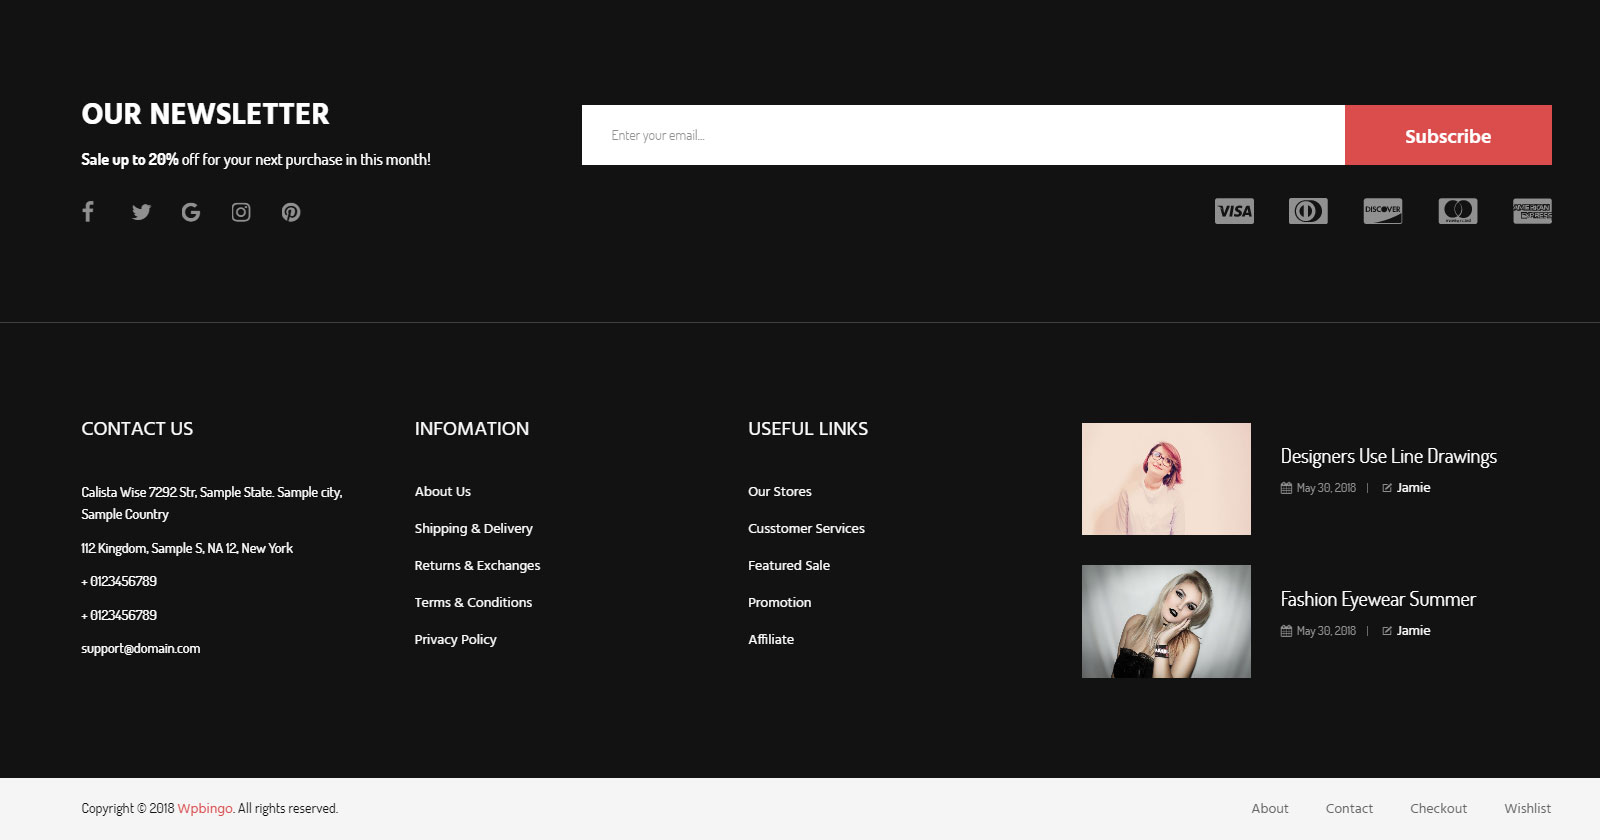 OUR NEWSLETTER
Sale up to 20% off for your next purchase in this month!
Enter your email...
Subscribe
VISA
DISCOVER
AMERICAN
EXPRESS
CONTACT US
Calista Wise 7292 Str, Sample State. Sample city,
Sample Country
112 Kingdom, Sample S, NA 12, New York
+ 0123456789
+ 0123456789
support@domain.com
INFOMATION
About Us
Shipping & Delivery
Returns & Exchanges
Terms & Conditions
Privacy Policy
USEFUL LINKS
Our Stores
Cusstomer Services
Featured Sale
Promotion
Affiliate
Designers Use Line Drawings
May 30, 2018 | Jamie
Fashion Eyewear Summer
May 30, 2018 | Jamie
Copyright © 2018 Wpbingo. All rights reserved.
About Contact Checkout Wishlist